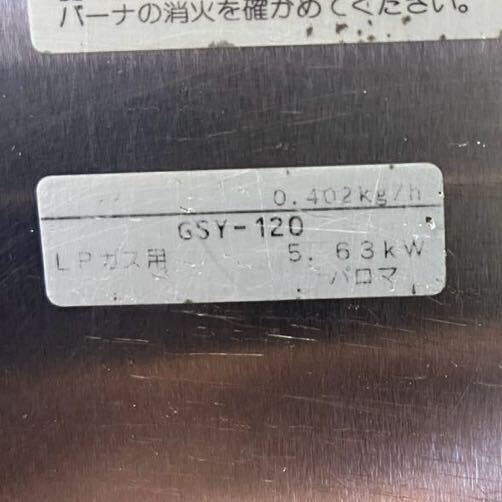 バーナの消火を確かめてください。
0.402kg/h
GSY-120
LPガス用 5.63kW
パロマ